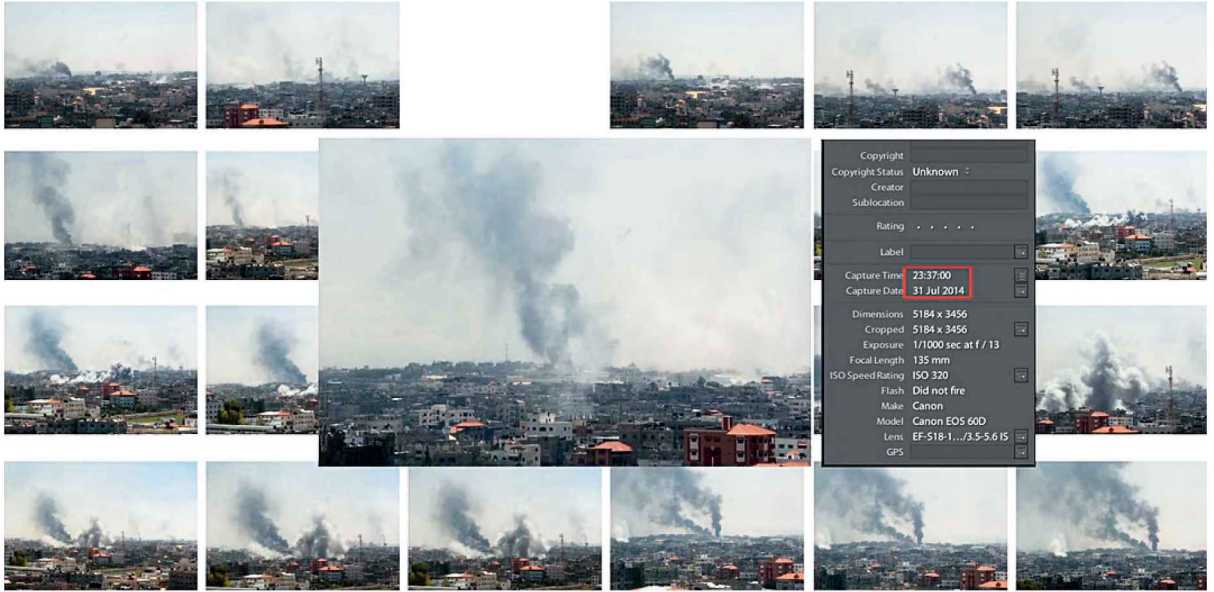 Copyright
Copyright Status Unknown
Creator
Sublocation
Rating . . . . .
Label
Capture Time 23:37:00
Capture Date 31 Jul 2014
Dimensions 5184 x 3456
Cropped 5184 x 3456
Exposure 1/1000 sec at f / 13
Focal Length 135 mm
ISO Speed Rating ISO 320
Flash Did not fire
Make Canon
Model Canon EOS 60D
Lens EF-S18-1.../3.5-5.6 IS
GPS